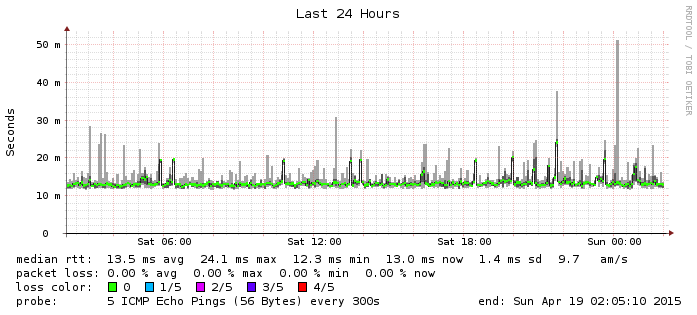 Last 24 Hours
RRDTOOL / TOBI OETIKER
Seconds
50 m
40 m
30 m
20 m
10 m
0
Sat 06:00 Sat 12:00 Sat 18:00 Sun 00:00
median rtt: 13.5 ms avg 24.1 ms max 12.3 ms min 13.0 ms now 1.4 ms sd 9.7 am/s
packet loss: 0.00 % avg 0.00 % max 0.00 % min 0.00 % now
loss color: 0 1/5 2/5 3/5 4/5
probe: 5 ICMP Echo Pings (56 Bytes) every 300s end: Sun Apr 19 02:05:10 2015